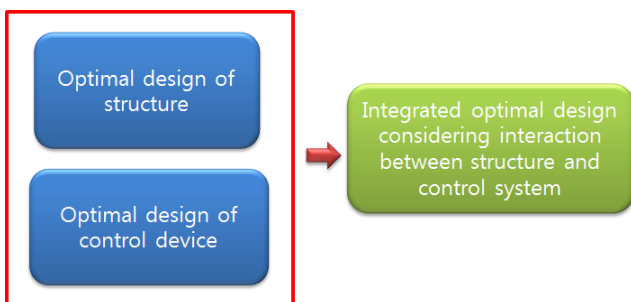 Optimal design of
structure
Optimal design of
control device
Integrated optimal design
considering interaction
between structure and
control system